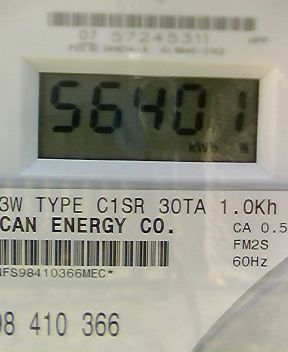 07 57245311
56401
kWh
3W TYPE C1SR 30TA 1.0Kh
CAN ENERGY CO.
CA 0.5
FM2S
60Hz
NFS98410366MEC*
98 410 366